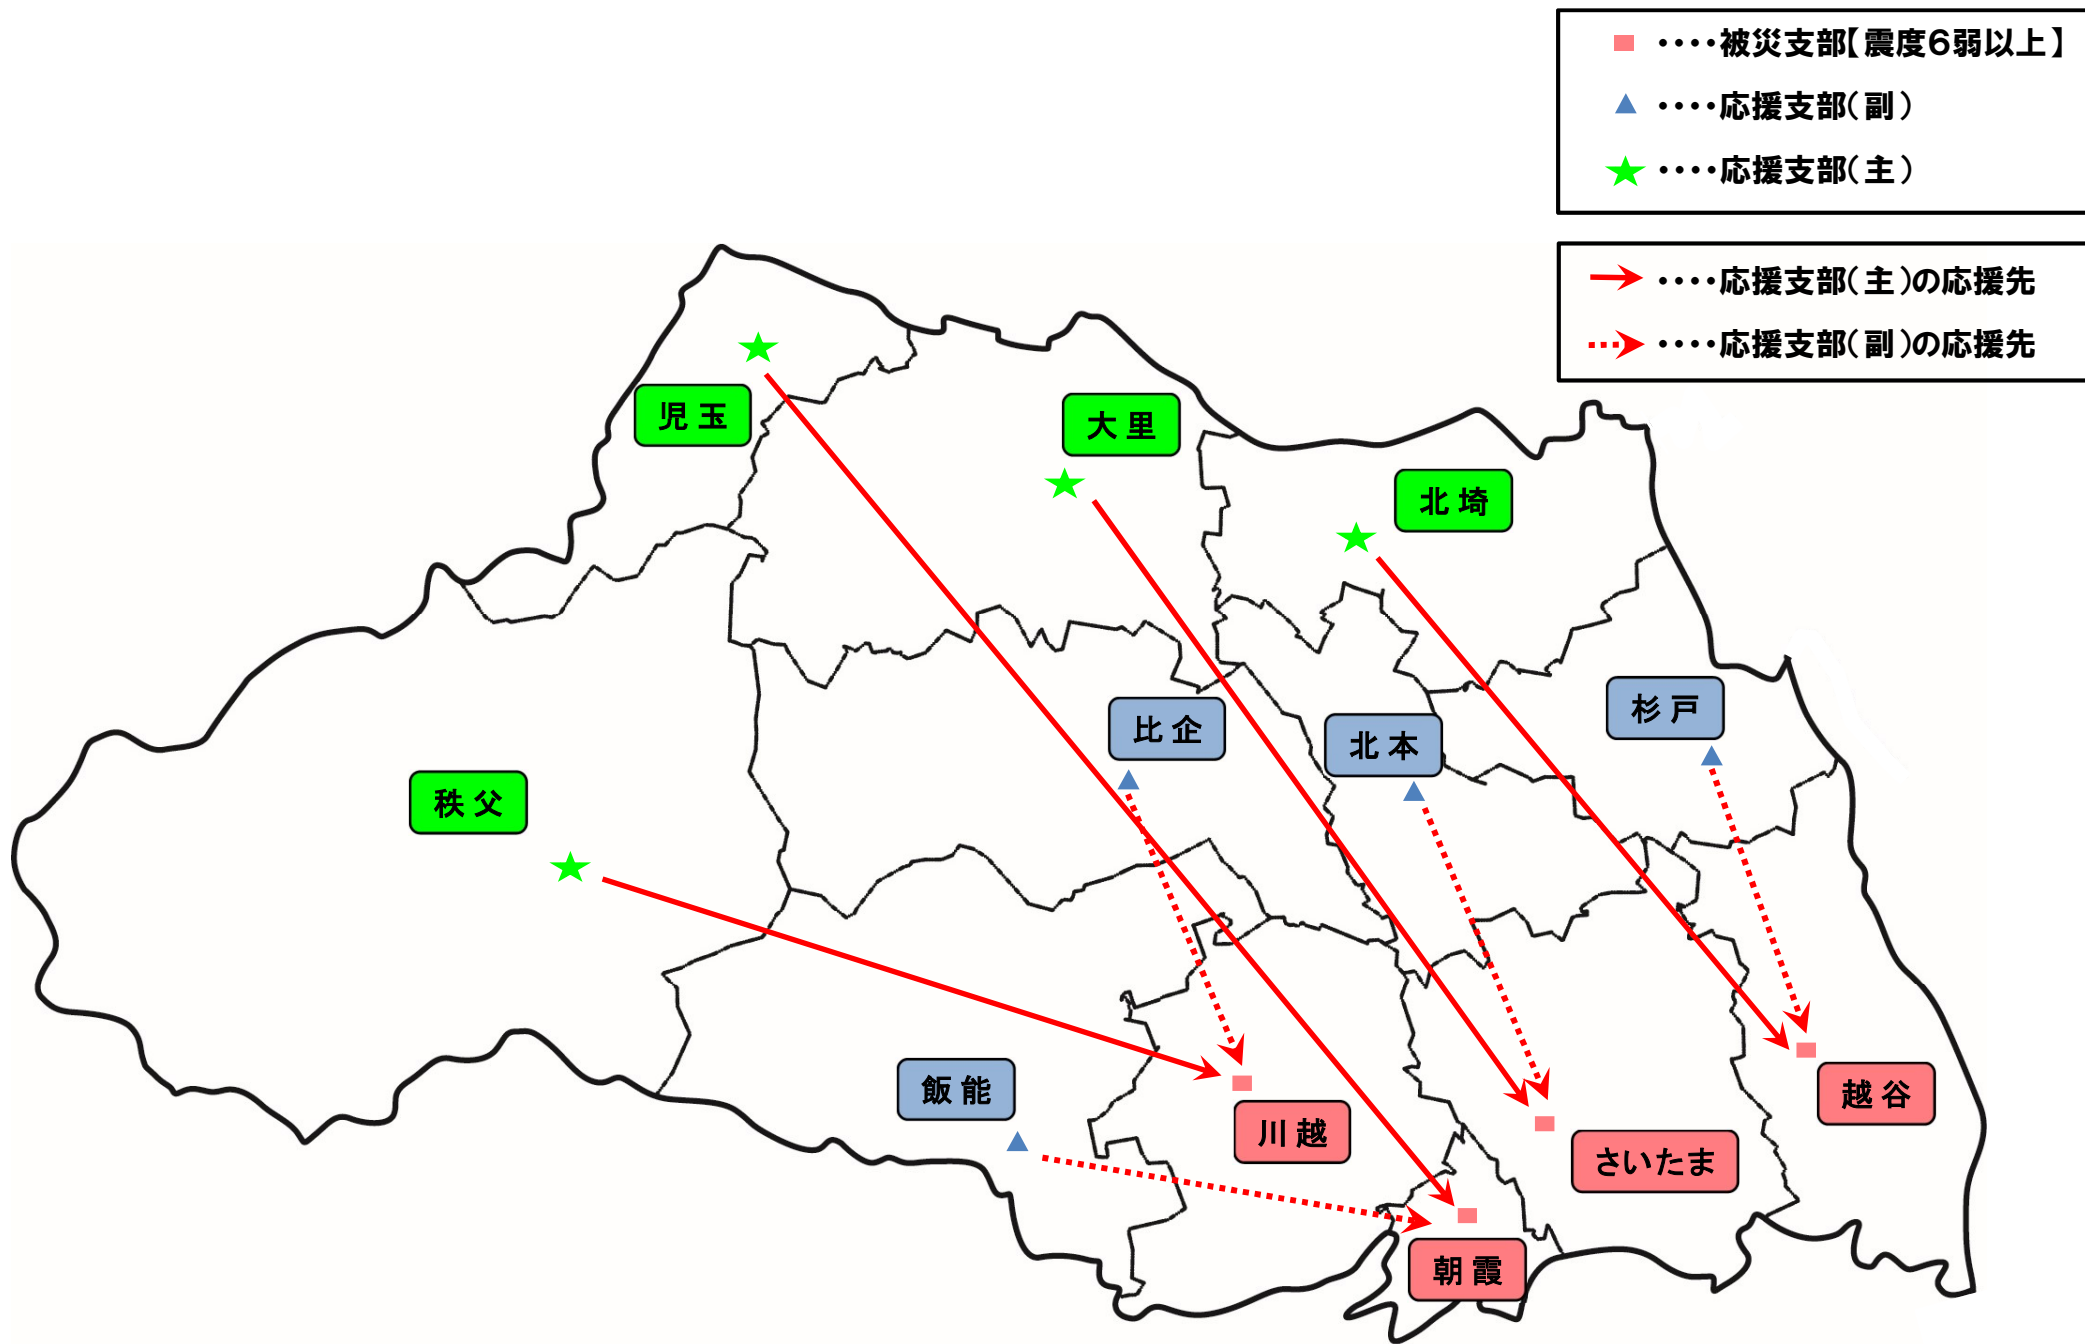 ・・・・被災支部【震度６弱以上】
・・・・応援支部（副）
・・・・応援支部（主）
・・・・応援支部（主）の応援先
・・・・応援支部（副）の応援先
児玉
大里
北埼
杉戸
比企
北本
秩父
飯能
川越
越谷
さいたま
朝霞